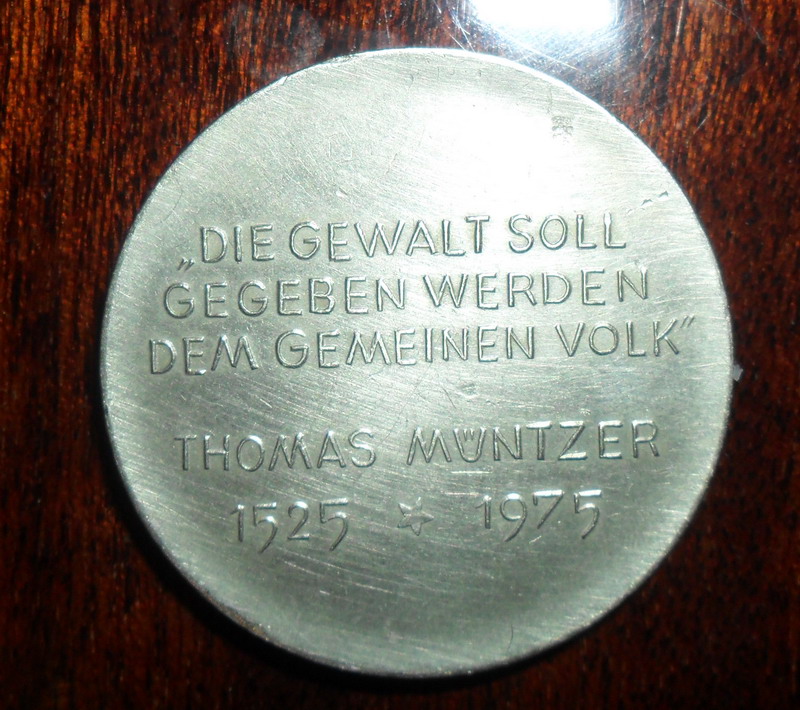 „DIE GEWALT SOLL
GEGEBEN WERDEN
DEM GEMEINEN VOLK”
THOMAS MÜNTZER
1525 ☆ 1975